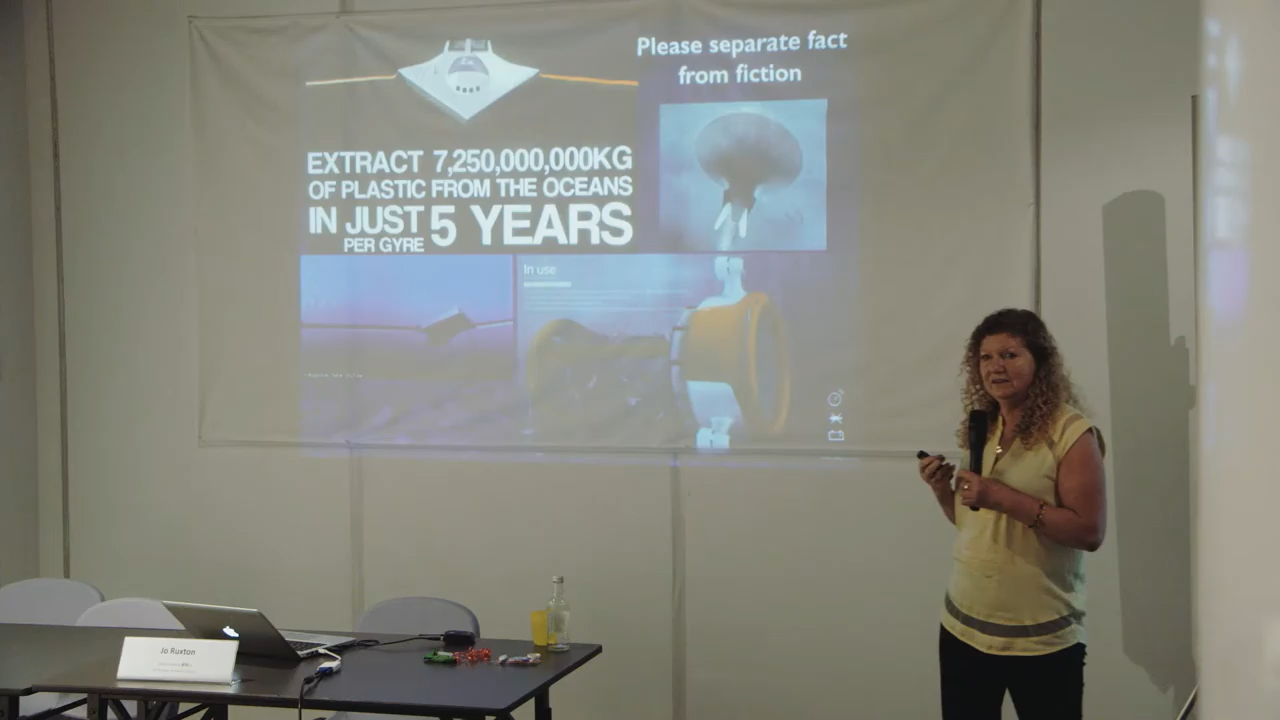 Please separate fact
from fiction
EXTRACT 7,250,000,000KG
OF PLASTIC FROM THE OCEANS
IN JUST 5 YEARS
PER GYRE
In use
Jo Ruxton